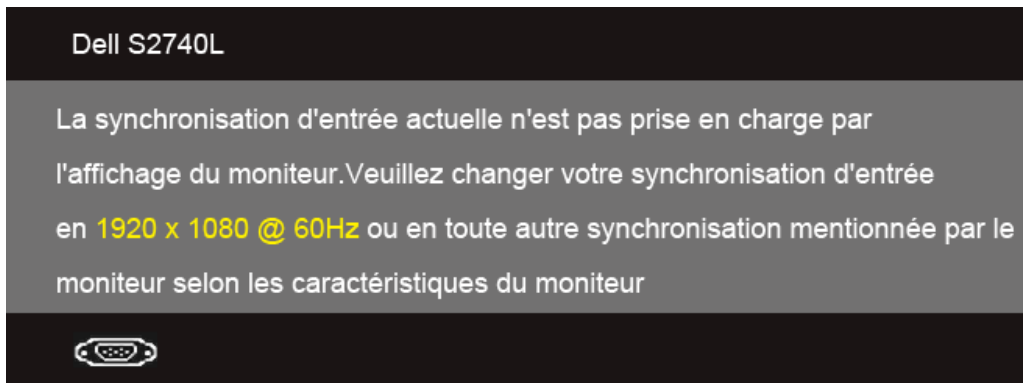 Dell S2740L
La synchronisation d'entrée actuelle n'est pas prise en charge par
l'affichage du moniteur.Veuillez changer votre synchronisation d'entrée
en 1920 x 1080 @ 60Hz ou en toute autre synchronisation mentionnée par le
moniteur selon les caractéristiques du moniteur